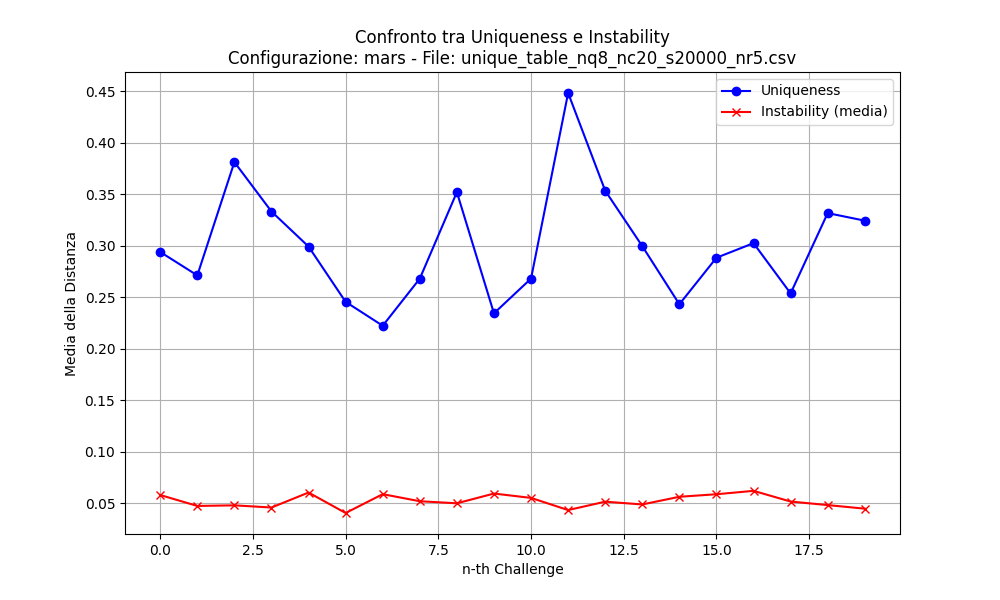 Confronto tra Uniqueness e Instability
Configurazione: mars - File: unique_table_nq8_nc20_s20000_nr5.csv
Uniqueness
Instability (media)
Media della Distanza
0.45
0.40
0.35
0.30
0.25
0.20
0.15
0.10
0.05
0.0 2.5 5.0 7.5 10.0 12.5 15.0 17.5
n-th Challenge